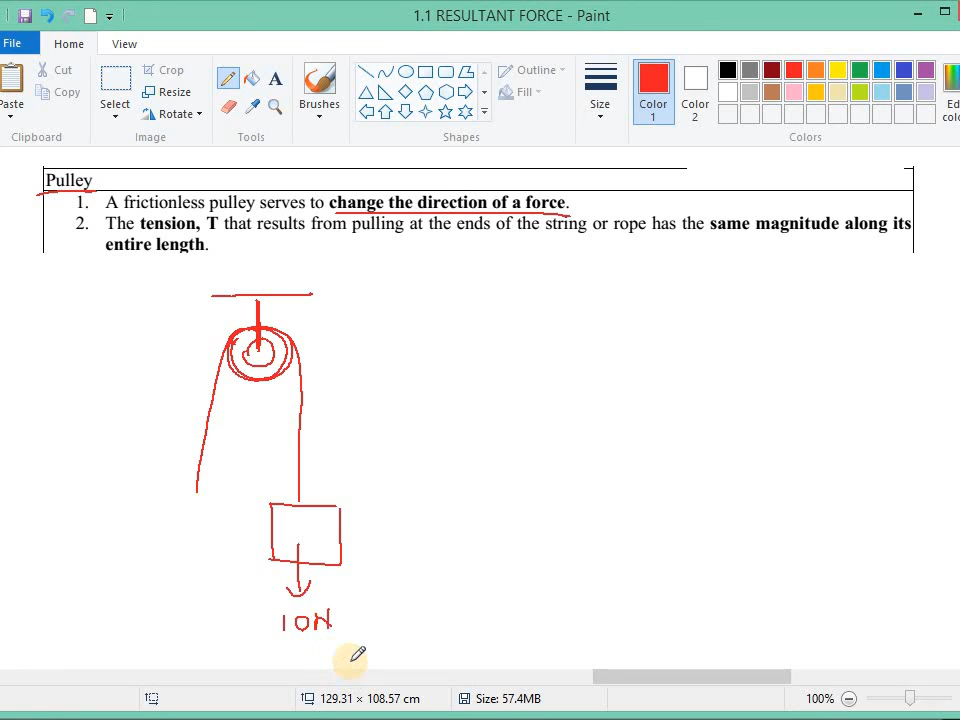 1.1 RESULTANT FORCE - Paint
File Home View
Paste
Cut
Copy
Clipboard
Select
Crop
Resize
Rotate
Image
A
Tools
Brushes
Outline
Fill
Shapes
Size
Color 1
Color 2
Colors
Pulley
1. A frictionless pulley serves to change the direction of a force.
2. The tension, T that results from pulling at the ends of the string or rope has the same magnitude along its
entire length.
10N
129.31 × 108.57 cm Size: 57.4MB 100%